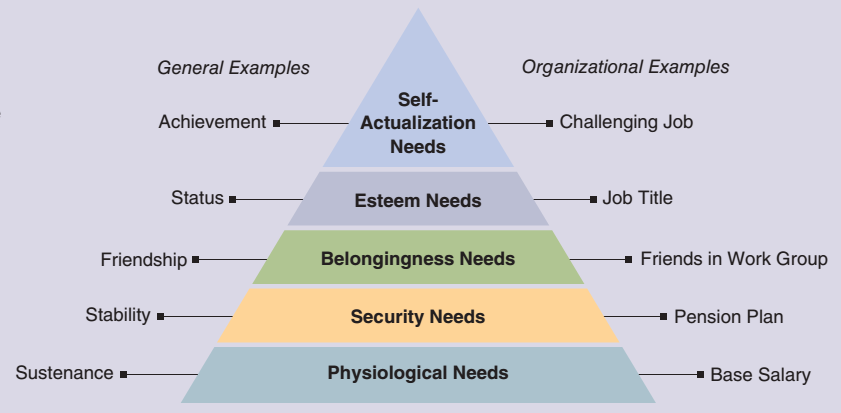 General Examples
Organizational Examples
Self-
Actualization
Needs
Achievement
Challenging Job
Status
Esteem Needs
Job Title
Friendship
Belongingness Needs
Friends in Work Group
Stability
Security Needs
Pension Plan
Sustenance
Physiological Needs
Base Salary